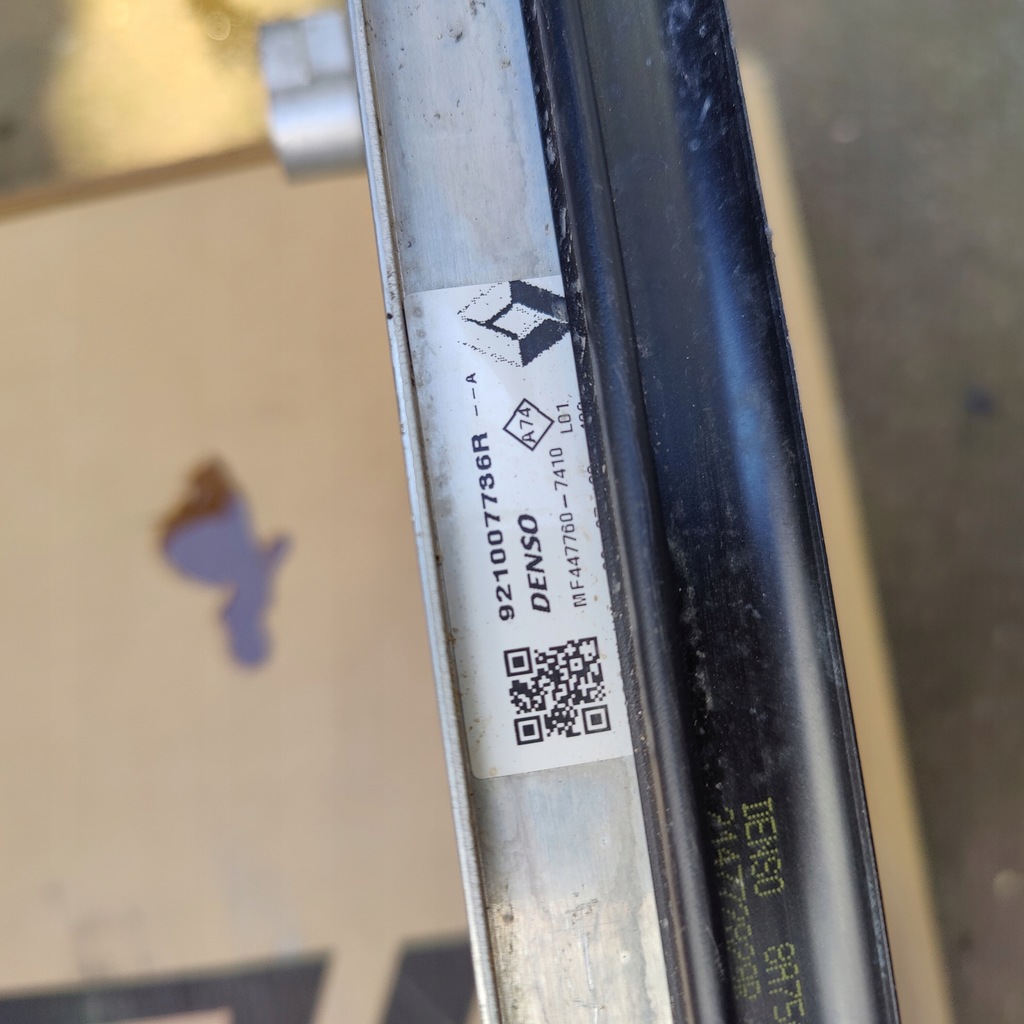 921007736R --A
DENSO
A74
MF447760-7410 L01
DENSO